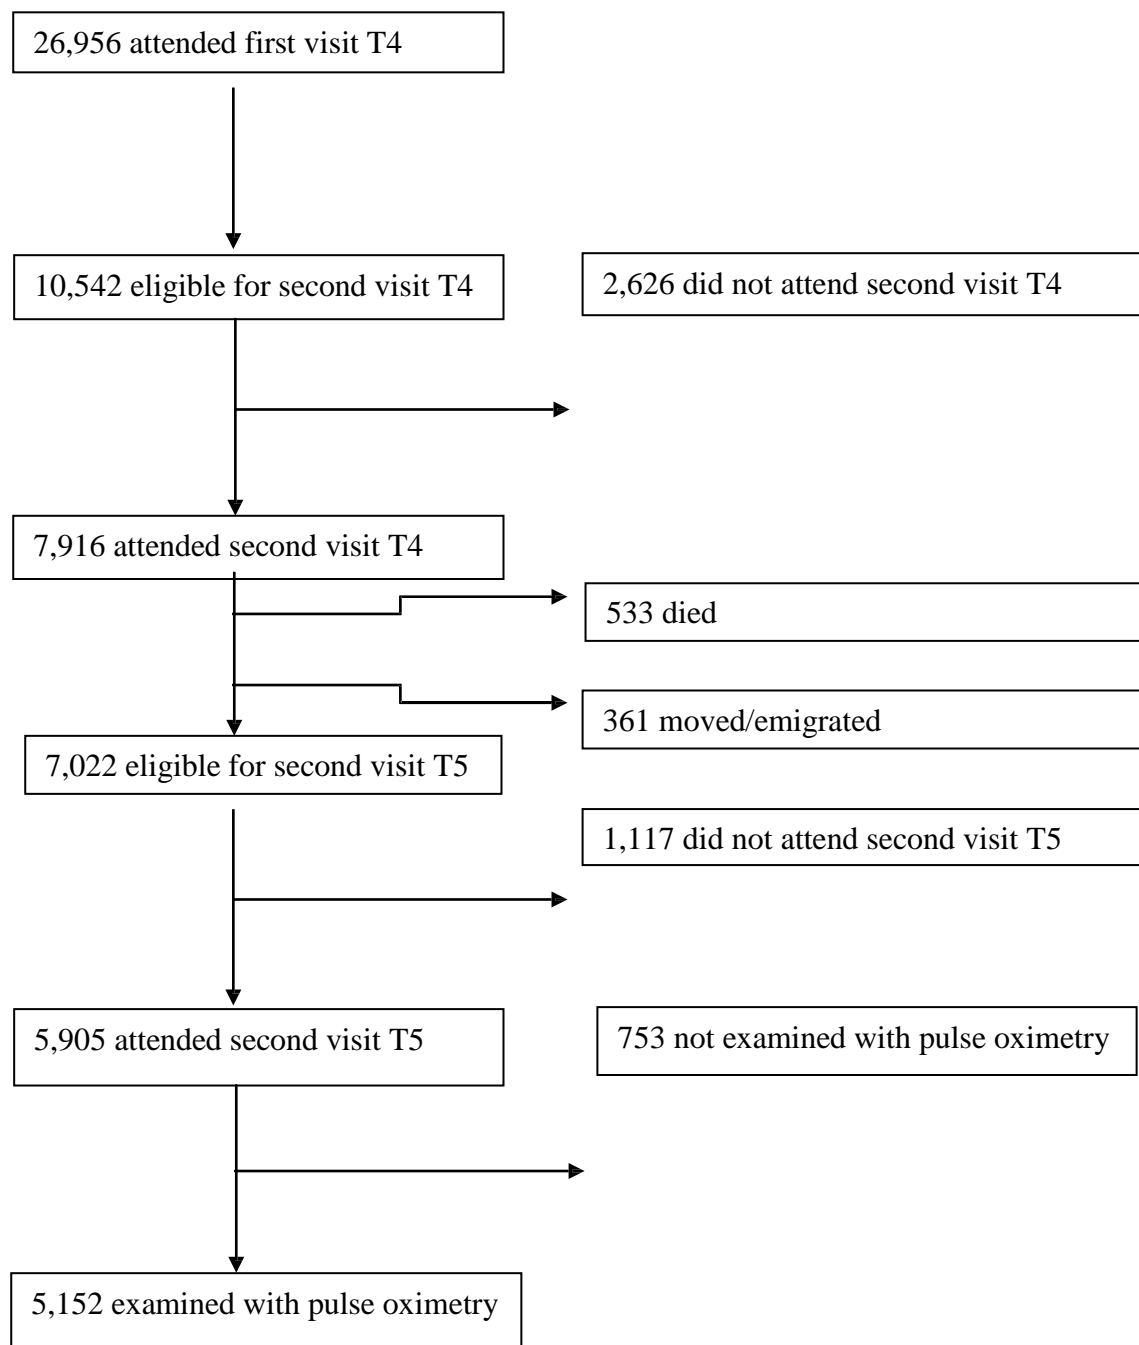 26,956 attended first visit T4
10,542 eligible for second visit T4
2,626 did not attend second visit T4
7,916 attended second visit T4
533 died
361 moved/emigrated
7,022 eligible for second visit T5
1,117 did not attend second visit T5
5,905 attended second visit T5
753 not examined with pulse oximetry
5,152 examined with pulse oximetry